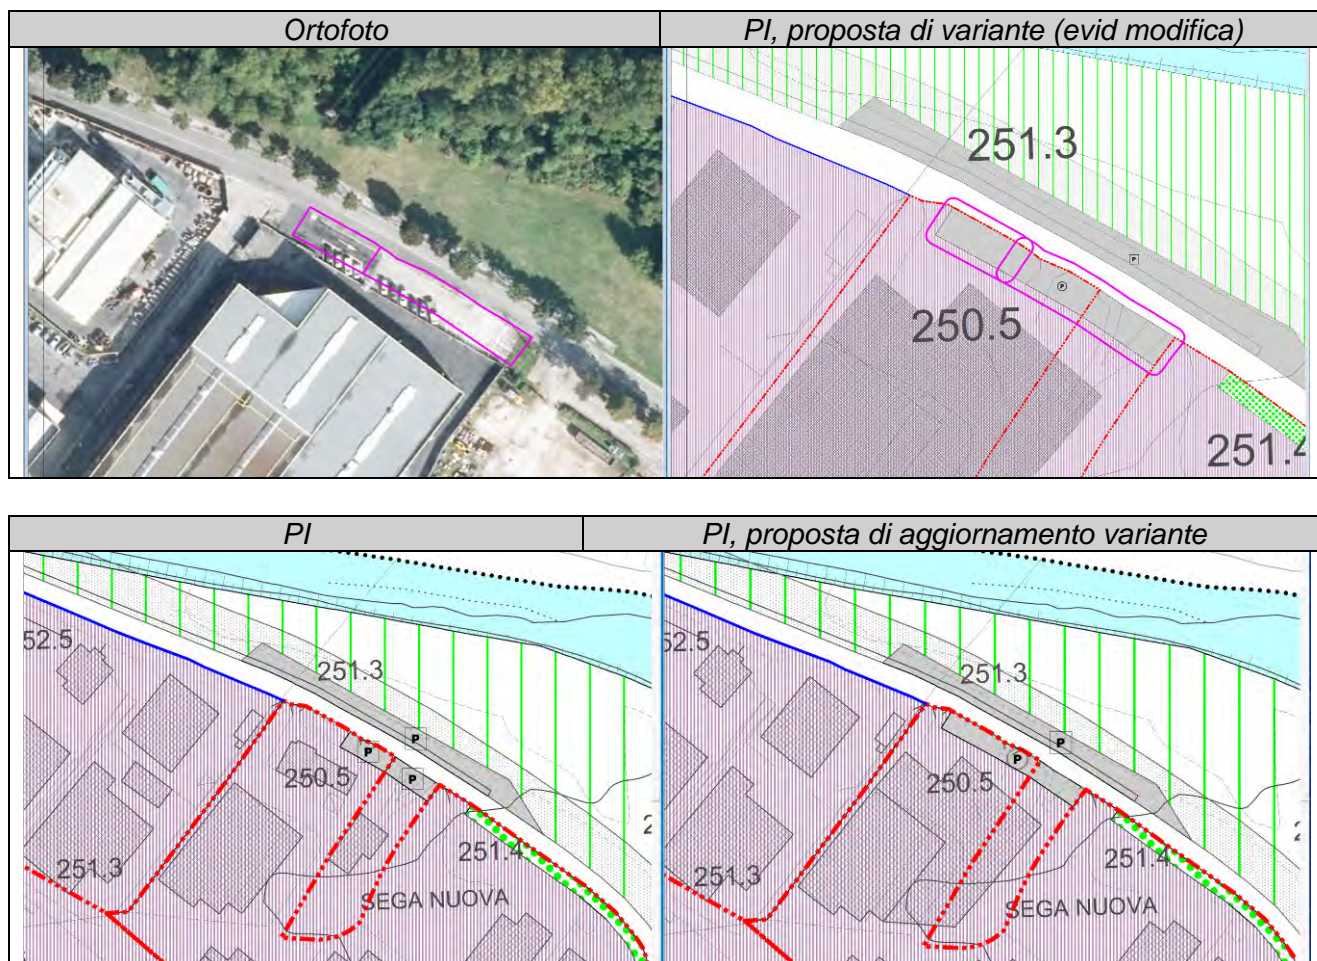 Ortofoto
PI, proposta di variante (evid modifica)
251.3
P
P
250.5
251.4
PI
PI, proposta di aggiornamento variante
52.5
251.3
P
P
P
250.5
251.4
251.3
SEGA NUOVA
2
52.5
251.3
P
P
250.5
251.4
251.3
SEGA NUOVA
2